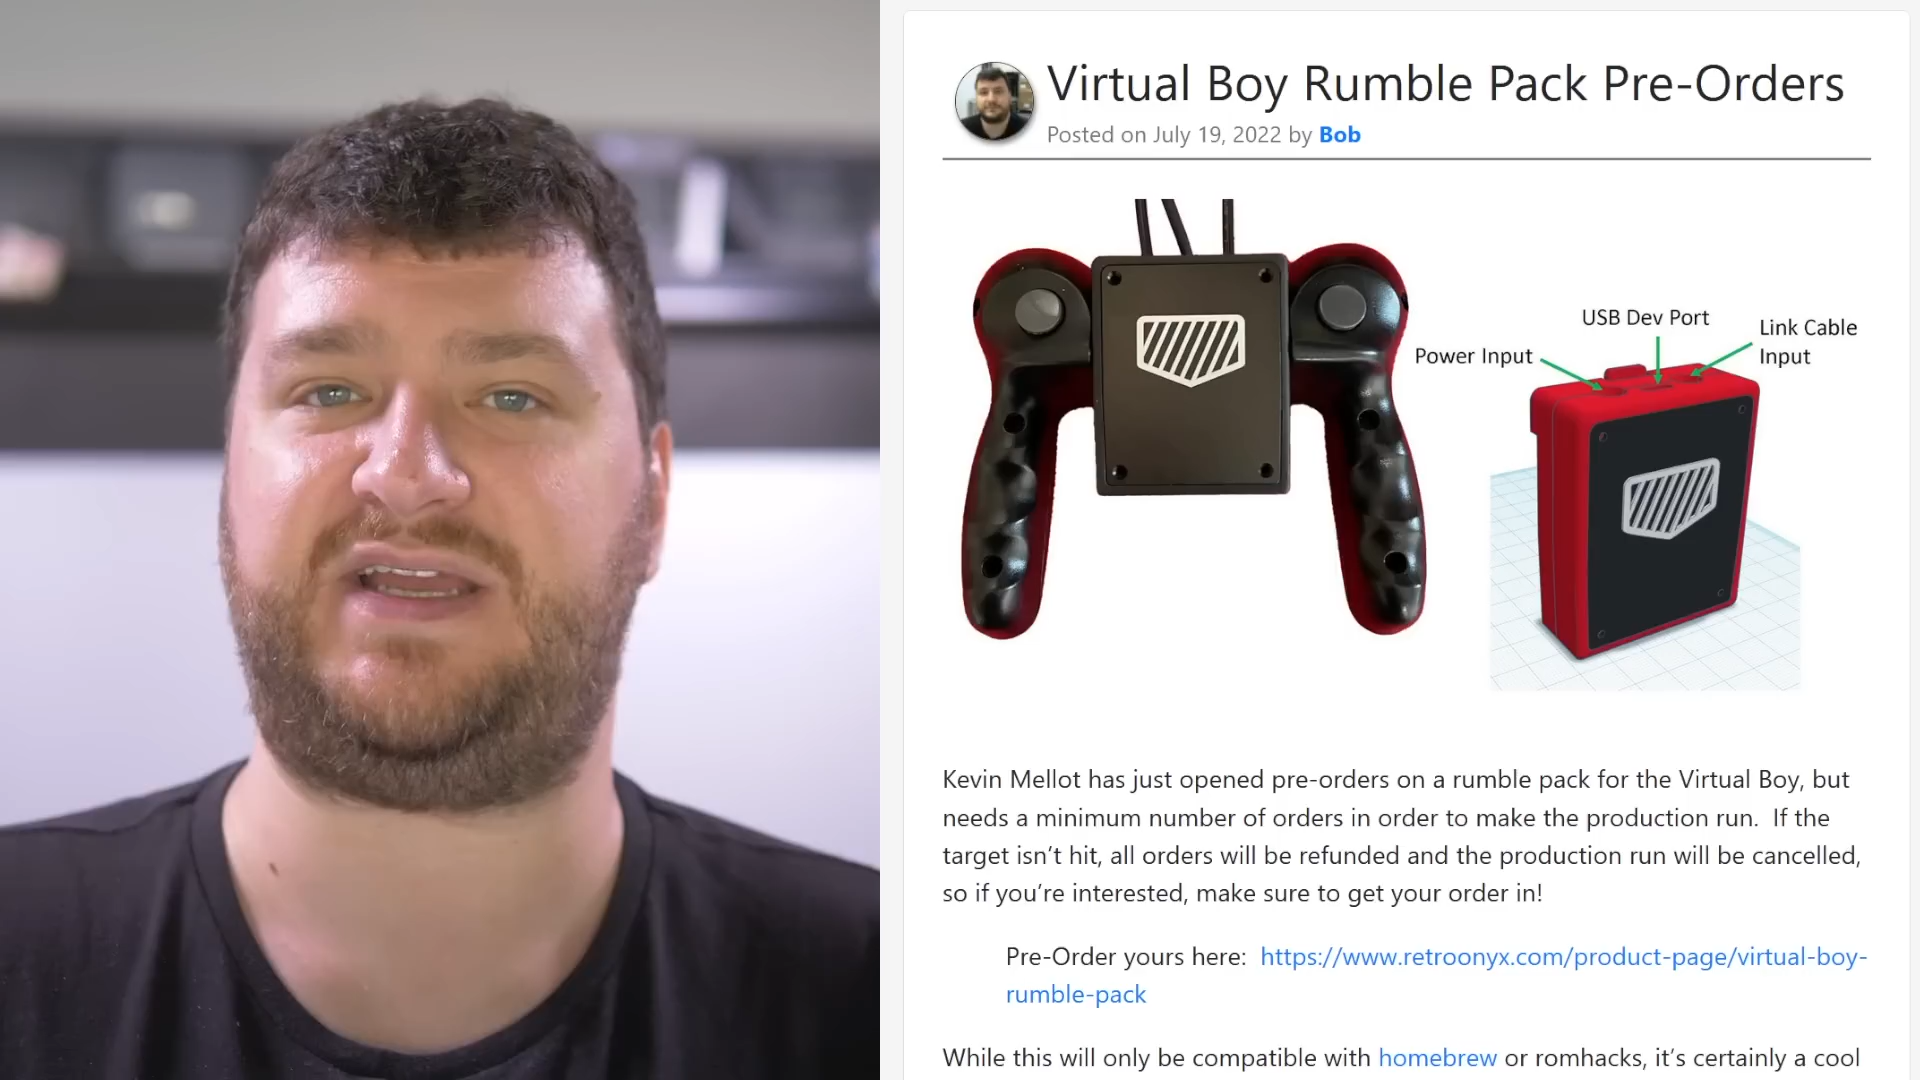 Virtual Boy Rumble Pack Pre-Orders
Posted on July 19, 2022 by Bob
USB Dev Port
Link Cable
Input
Power Input
Kevin Mellot has just opened pre-orders on a rumble pack for the Virtual Boy, but
needs a minimum number of orders in order to make the production run.  If the
target isn't hit, all orders will be refunded and the production run will be cancelled,
so if you're interested, make sure to get your order in!
Pre-Order yours here:  https://www.retroonyx.com/product-page/virtual-boy-
rumble-pack
While this will only be compatible with homebrew or romhacks, it's certainly a cool